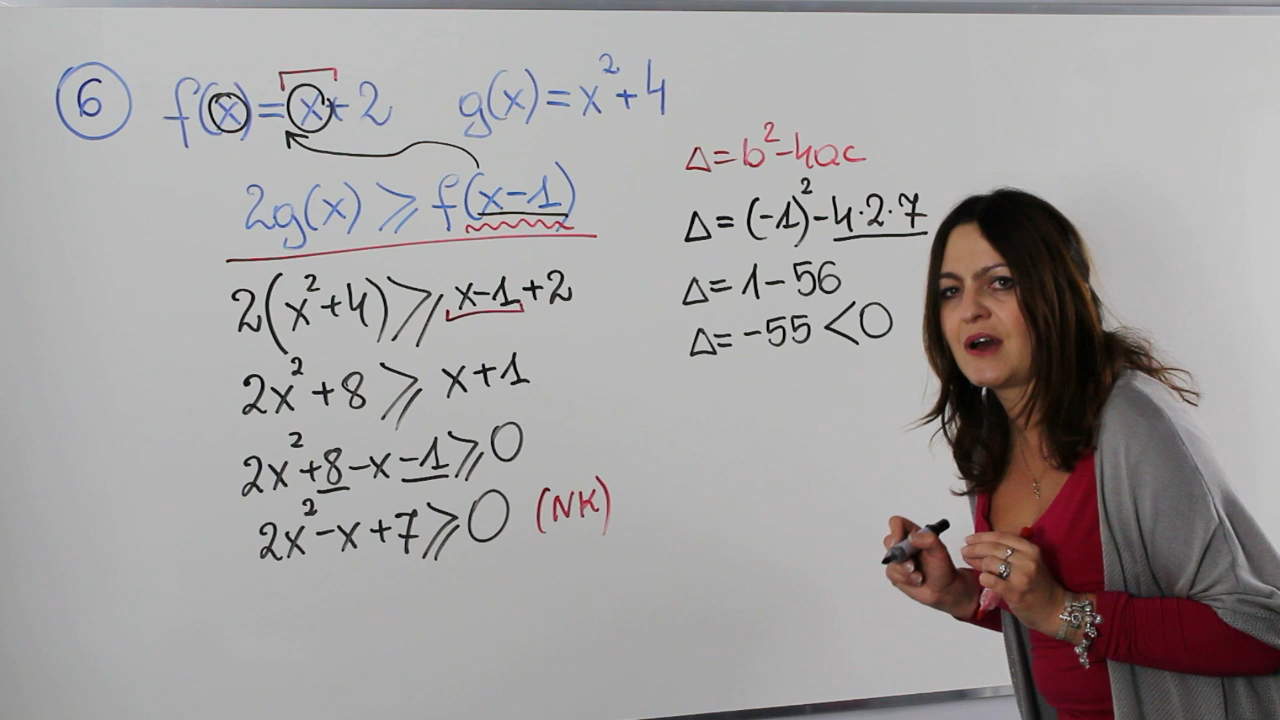 6 f(x)=x+2 g(x)=x²+4
2g(x)⩾f(x-1)
2(x²+4)⩾x-1+2
2x²+8⩾x+1
2x²+8-x-1⩾0
2x²-x+7⩾0 (NK)
Δ=b²-4ac
Δ=(-1)²-4·2·7
Δ=1-56
Δ=-55<0